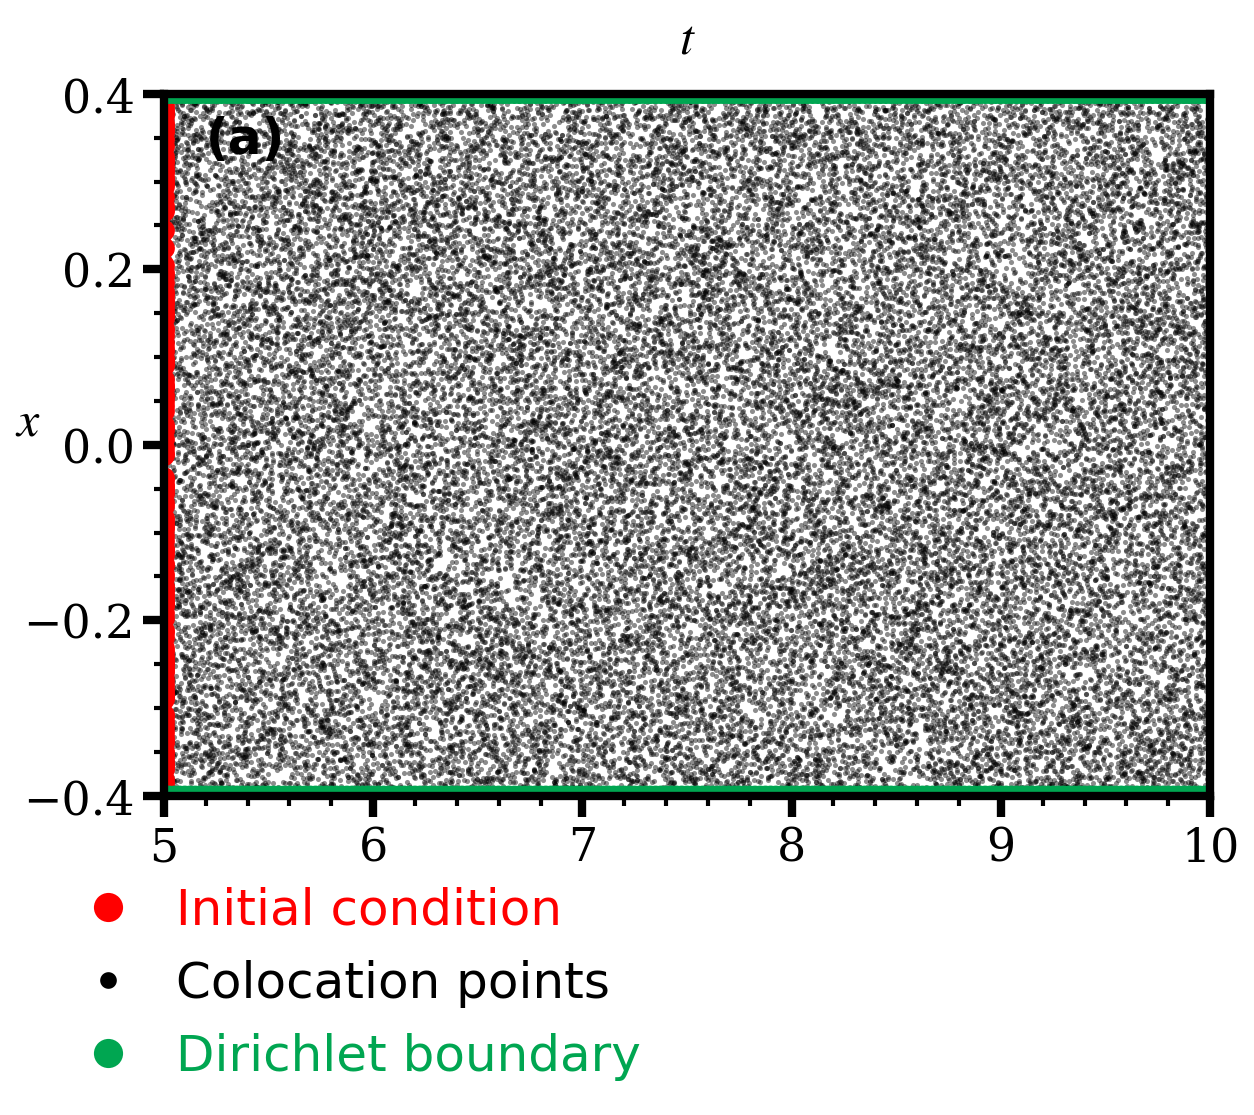 t
0.4
(a)
0.2
x
0.0
−0.2
−0.4
5 6 7 8 9 10
Initial condition
Colocation points
Dirichlet boundary